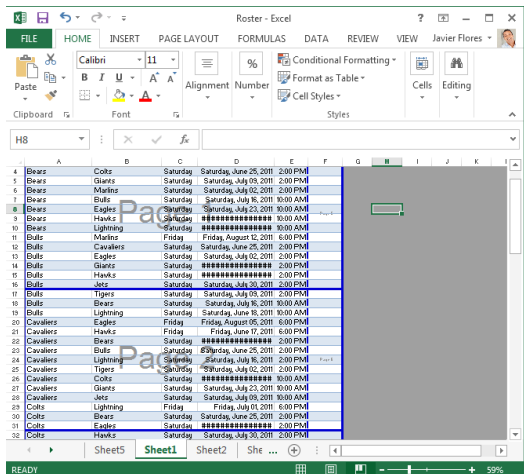 Roster - Excel
FILE HOME INSERT PAGE LAYOUT FORMULAS DATA REVIEW VIEW Javier Flores
Calibri 11
Paste
B I U A A
A
Alignment
%
Number
Conditional Formatting
Format as Table
Cell Styles
Cells
Editing
Clipboard Font Styles
H8 fx
A B C D E F G H I J K
4 Bears Colts Saturday Saturday, June 25, 2011 2:00 PM
5 Bears Giants Saturday Saturday, July 09, 2011 2:00 PM
6 Bears Marlins Saturday Saturday, July 02, 2011 2:00 PM
7 Bears Bulls Saturday Saturday, July 16, 2011 10:00 AM
8 Bears Eagles Saturday Saturday, July 23, 2011 10:00 AM
9 Bears Hawks Saturday ############### 10:00 AM
10 Bears Lightning Saturday ############### 10:00 AM
11 Bulls Marlins Friday Friday, August 12, 2011 6:00 PM
12 Bulls Cavaliers Saturday Saturday, June 25, 2011 2:00 PM
13 Bulls Eagles Saturday Saturday, July 02, 2011 2:00 PM
14 Bulls Giants Saturday ############### 2:00 PM
15 Bulls Hawks Saturday ############### 2:00 PM
16 Bulls Jets Saturday Saturday, July 30, 2011 2:00 PM
17 Bulls Tigers Saturday Saturday, July 09, 2011 2:00 PM
18 Bulls Bears Saturday Saturday, July 16, 2011 10:00 AM
19 Bulls Lightning Saturday Saturday, June 18, 2011 10:00 AM
20 Cavaliers Eagles Friday Friday, August 05, 2011 6:00 PM
21 Cavaliers Hawks Friday Friday, June 17, 2011 6:00 PM
22 Cavaliers Bears Saturday ############### 2:00 PM
23 Cavaliers Bulls Saturday Saturday, June 25, 2011 2:00 PM
24 Cavaliers Lightning Saturday Saturday, July 16, 2011 2:00 PM
25 Cavaliers Tigers Saturday Saturday, July 02, 2011 2:00 PM
26 Cavaliers Colts Saturday ############### 10:00 AM
27 Cavaliers Giants Saturday Saturday, July 23, 2011 10:00 AM
28 Cavaliers Jets Saturday Saturday, July 09, 2011 10:00 AM
29 Colts Lightning Friday Friday, July 01, 2011 6:00 PM
30 Colts Bears Saturday Saturday, June 25, 2011 2:00 PM
31 Colts Eagles Saturday ############### 2:00 PM
32 Colts Hawks Saturday Saturday, July 30, 2011 2:00 PM
Page
Page
Sheet5 Sheet1 Sheet2 She ...
READY 59%